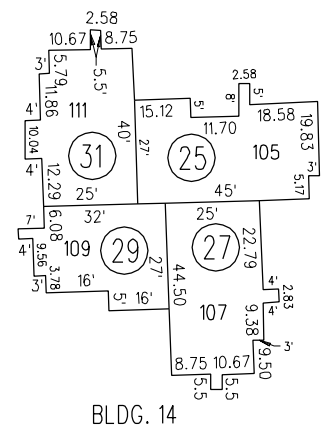 2.58
10.67 8.75
3' 5.79 5.5'
11.86 111
4' 40'
10.04 31
4'
12.29 25'
2.58
15.12 5' 8' 5'
11.70 18.58
27' 25 105 19.83
3'
45' 5.17
7' 6.08 32'
4' 109 29
9.56 27'
3' 3.78 16'
5' 16'
25'
27 22.79
44.50
4'
2.83
107 4'
9.38
3'
8.75 10.67 9.50
5.5 5.5
BLDG. 14